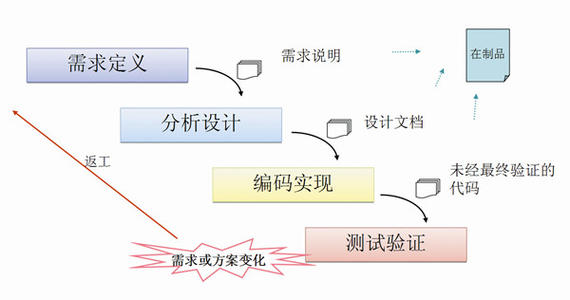 需求定义
需求说明
在制品
分析设计
设计文档
返工
编码实现
未经最终验证的
代码
测试验证
需求或方案变化